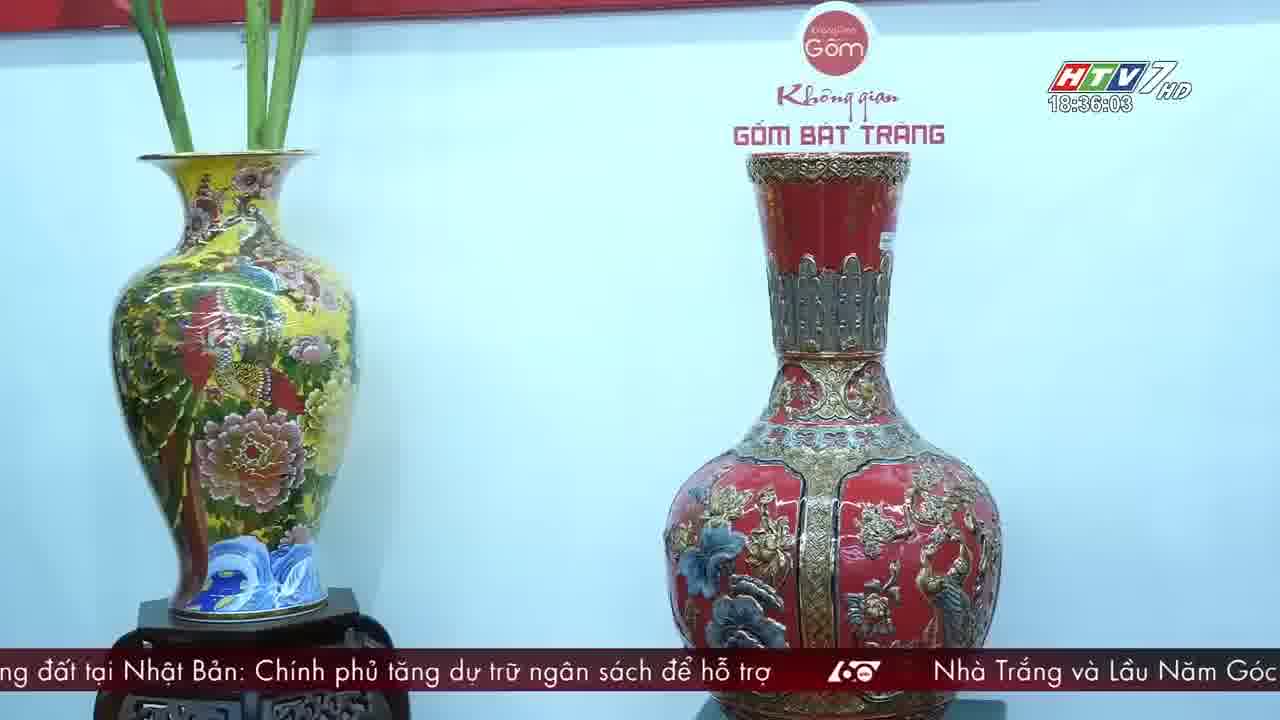 Gốm
Không gian
GỐM BÁT TRÀNG
HTV7 HD
18:36:03
ng đất tại Nhật Bản: Chính phủ tăng dự trữ ngân sách để hỗ trợ
Nhà Trắng và Lầu Năm Góc